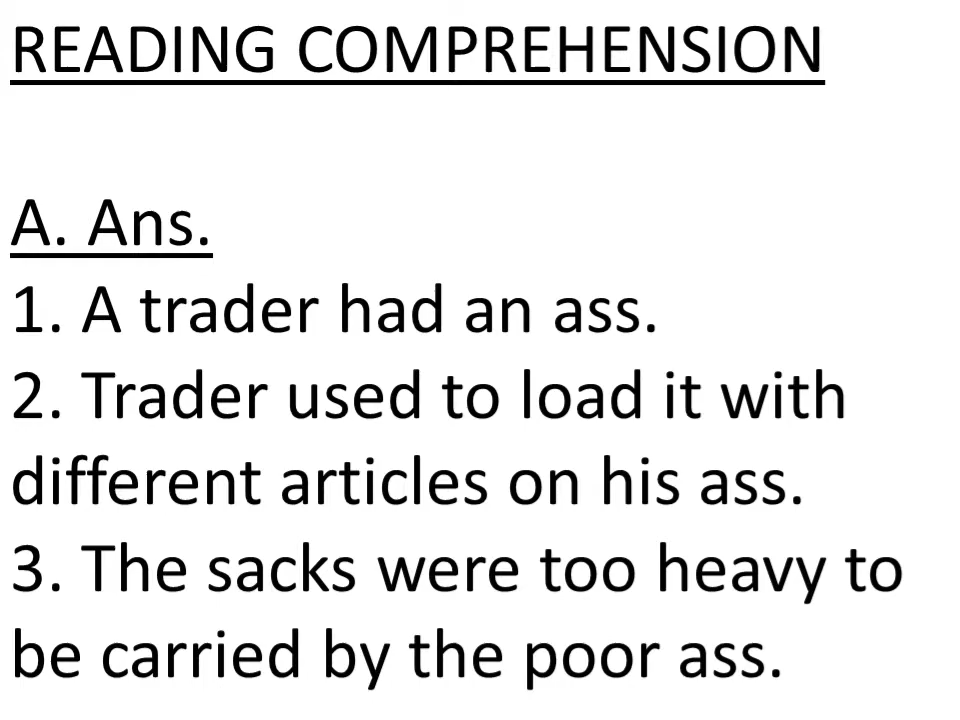 READING COMPREHENSION
A. Ans.
1. A trader had an ass.
2. Trader used to load it with
different articles on his ass.
3. The sacks were too heavy to
be carried by the poor ass.